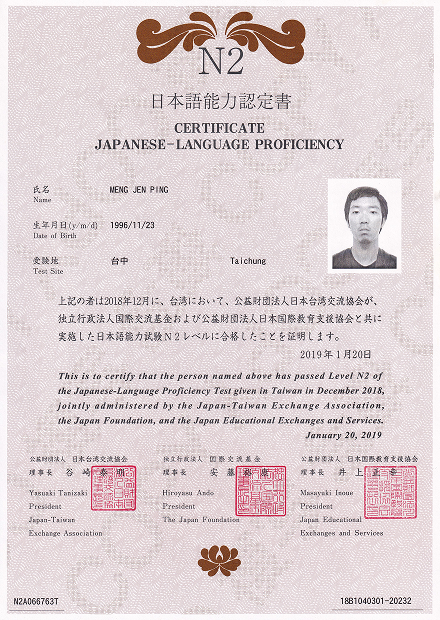 N2
日本語能力認定書
CERTIFICATE
JAPANESE-LANGUAGE PROFICIENCY
氏名 MENG JEN PING
Name
生年月日(y/m/d) 1996/11/23
Date of Birth
受験地 台中 Taichung
Test Site
上記の者は2018年12月に、台湾において、公益財団法人日本台湾交流協会が、
独立行政法人国際交流基金および公益財団法人日本国際教育支援協会と共に
実施した日本語能力試験N2レベルに合格したことを証明します。
2019年1月20日
This is to certify that the person named above has passed Level N2 of
the Japanese-Language Proficiency Test given in Taiwan in December 2018,
jointly administered by the Japan-Taiwan Exchange Association,
the Japan Foundation, and the Japan Educational Exchanges and Services.
January 20, 2019
公益財団法人 日本台湾交流協会
理事長 谷崎泰明
Yasuaki Tanizaki
President
Japan-Taiwan
Exchange Association
独立行政法人 国際交流基金
理事長 安藤
Hiroyasu Ando
President
The Japan Foundation
公益財団法人 日本国際教育支援協会
理事長 井上正幸
Masayuki Inoue
President
Japan Educational
Exchanges and Services
N2A066763T 18B1040301-20232